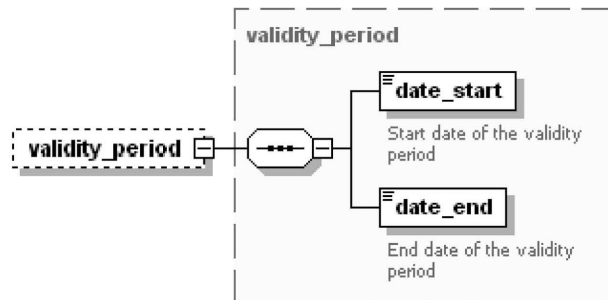 validity_period
validity_period
date_start
Start date of the validity
period
date_end
End date of the validity
period